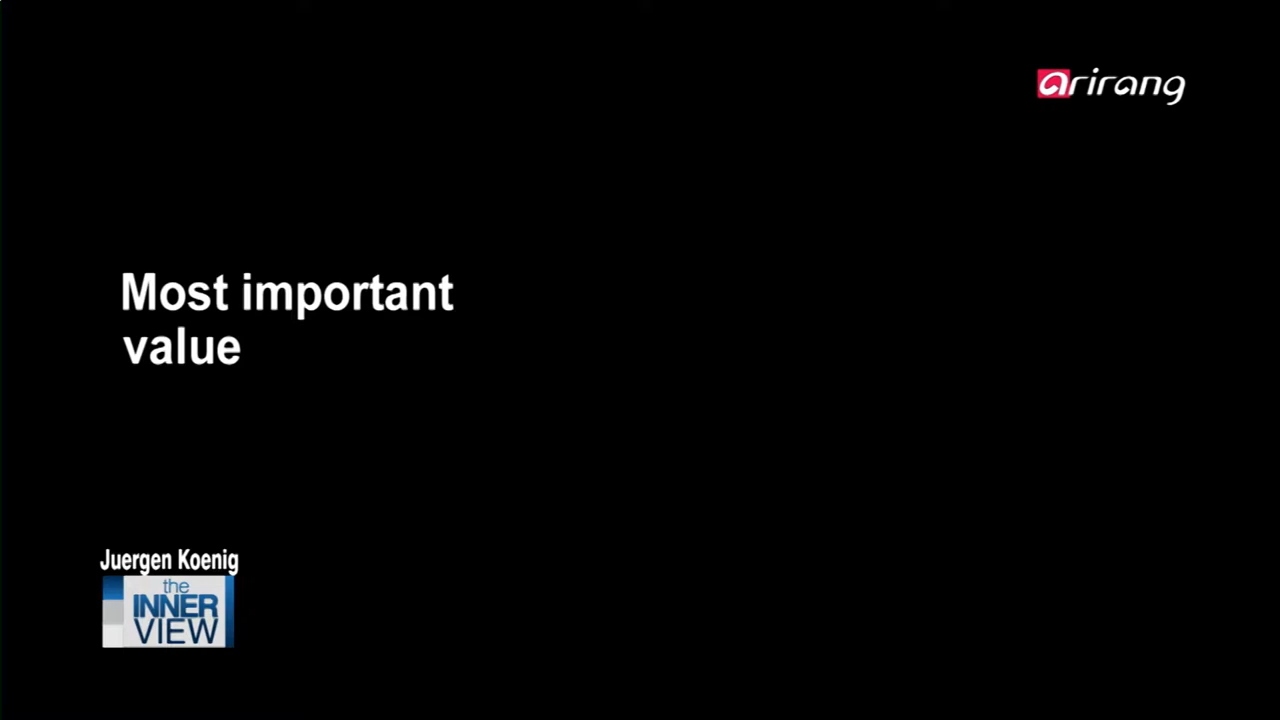 arirang
Most important
value
Juergen Koenig
the
INNER
VIEW